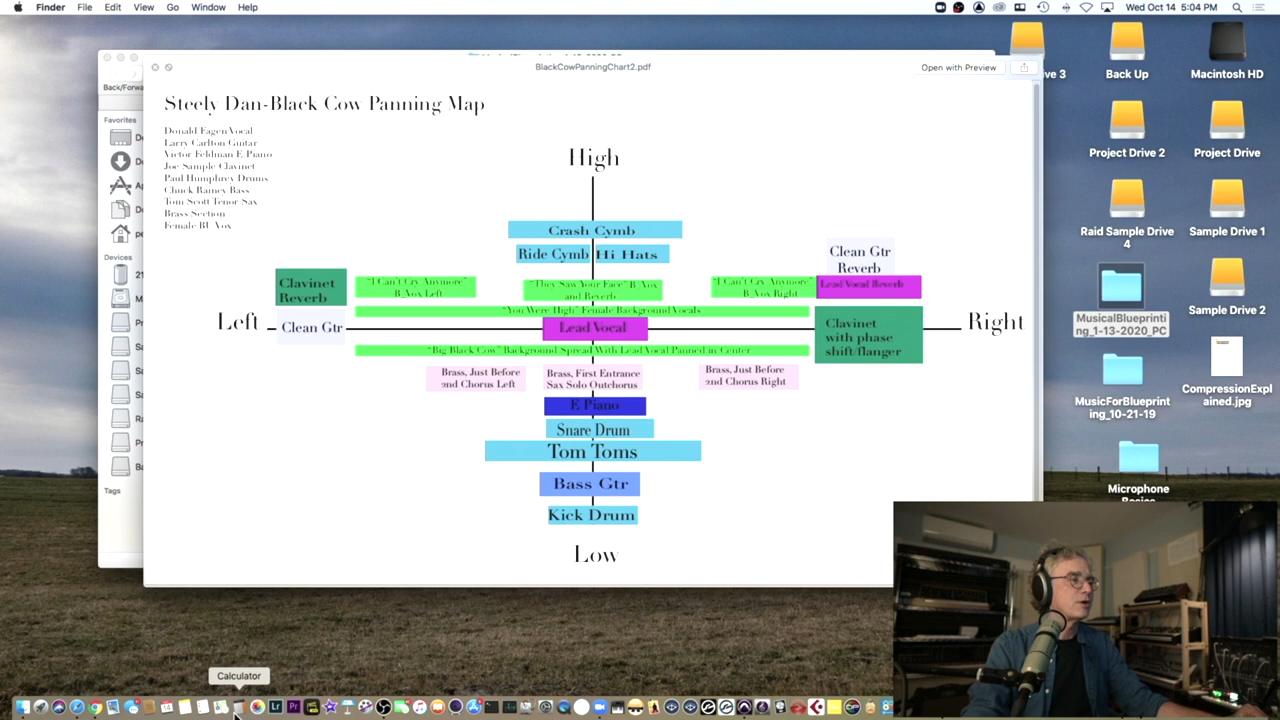 Finder File Edit View Go Window Help
Wed Oct 14 5:04 PM
BlackCowPanningChart2.pdf
Open with Preview
Back/Forwa
Favorites
Devices
Tags
Steely Dan-Black Cow Panning Map
Donald Fagen Vocal
Larry Carlton Guitar
Victor Feldman E Piano
Joe Sample Clavinet
Paul Humphrey Drums
Chuck Rainey Bass
Tom Scott Tenor Sax
Brass Section
Female BU Vox
High
Crash Cymb
Ride Cymb Hi Hats
Clean Gtr
Reverb
Clavinet
Reverb
"I Can't Cry Anymore"
B Vox Left
"They Saw Your Face" B Vox
and Reverb
"I Can't Cry Anymore"
B Vox Right
Lead Vocal Reverb
"You Were High" Female Background Vocals
Left
Clean Gtr
Lead Vocal
Clavinet
with phase
shift/flanger
Right
"Big Black Cow" Background Spread With Lead Vocal Panned in Center
Brass, Just Before
2nd Chorus Left
Brass, First Entrance
Sax Solo Outchorus
Brass, Just Before
2nd Chorus Right
E Piano
Snare Drum
Tom Toms
Bass Gtr
Kick Drum
Low
ve 3
Back Up
Macintosh HD
Project Drive 2
Project Drive
Raid Sample Drive
4
Sample Drive 1
MusicalBlueprinti
ng_1-13-2020_PC
Sample Drive 2
MusicForBlueprint
ing_10-21-19
CompressionExpl
ained.jpg
Microphone
Calculator